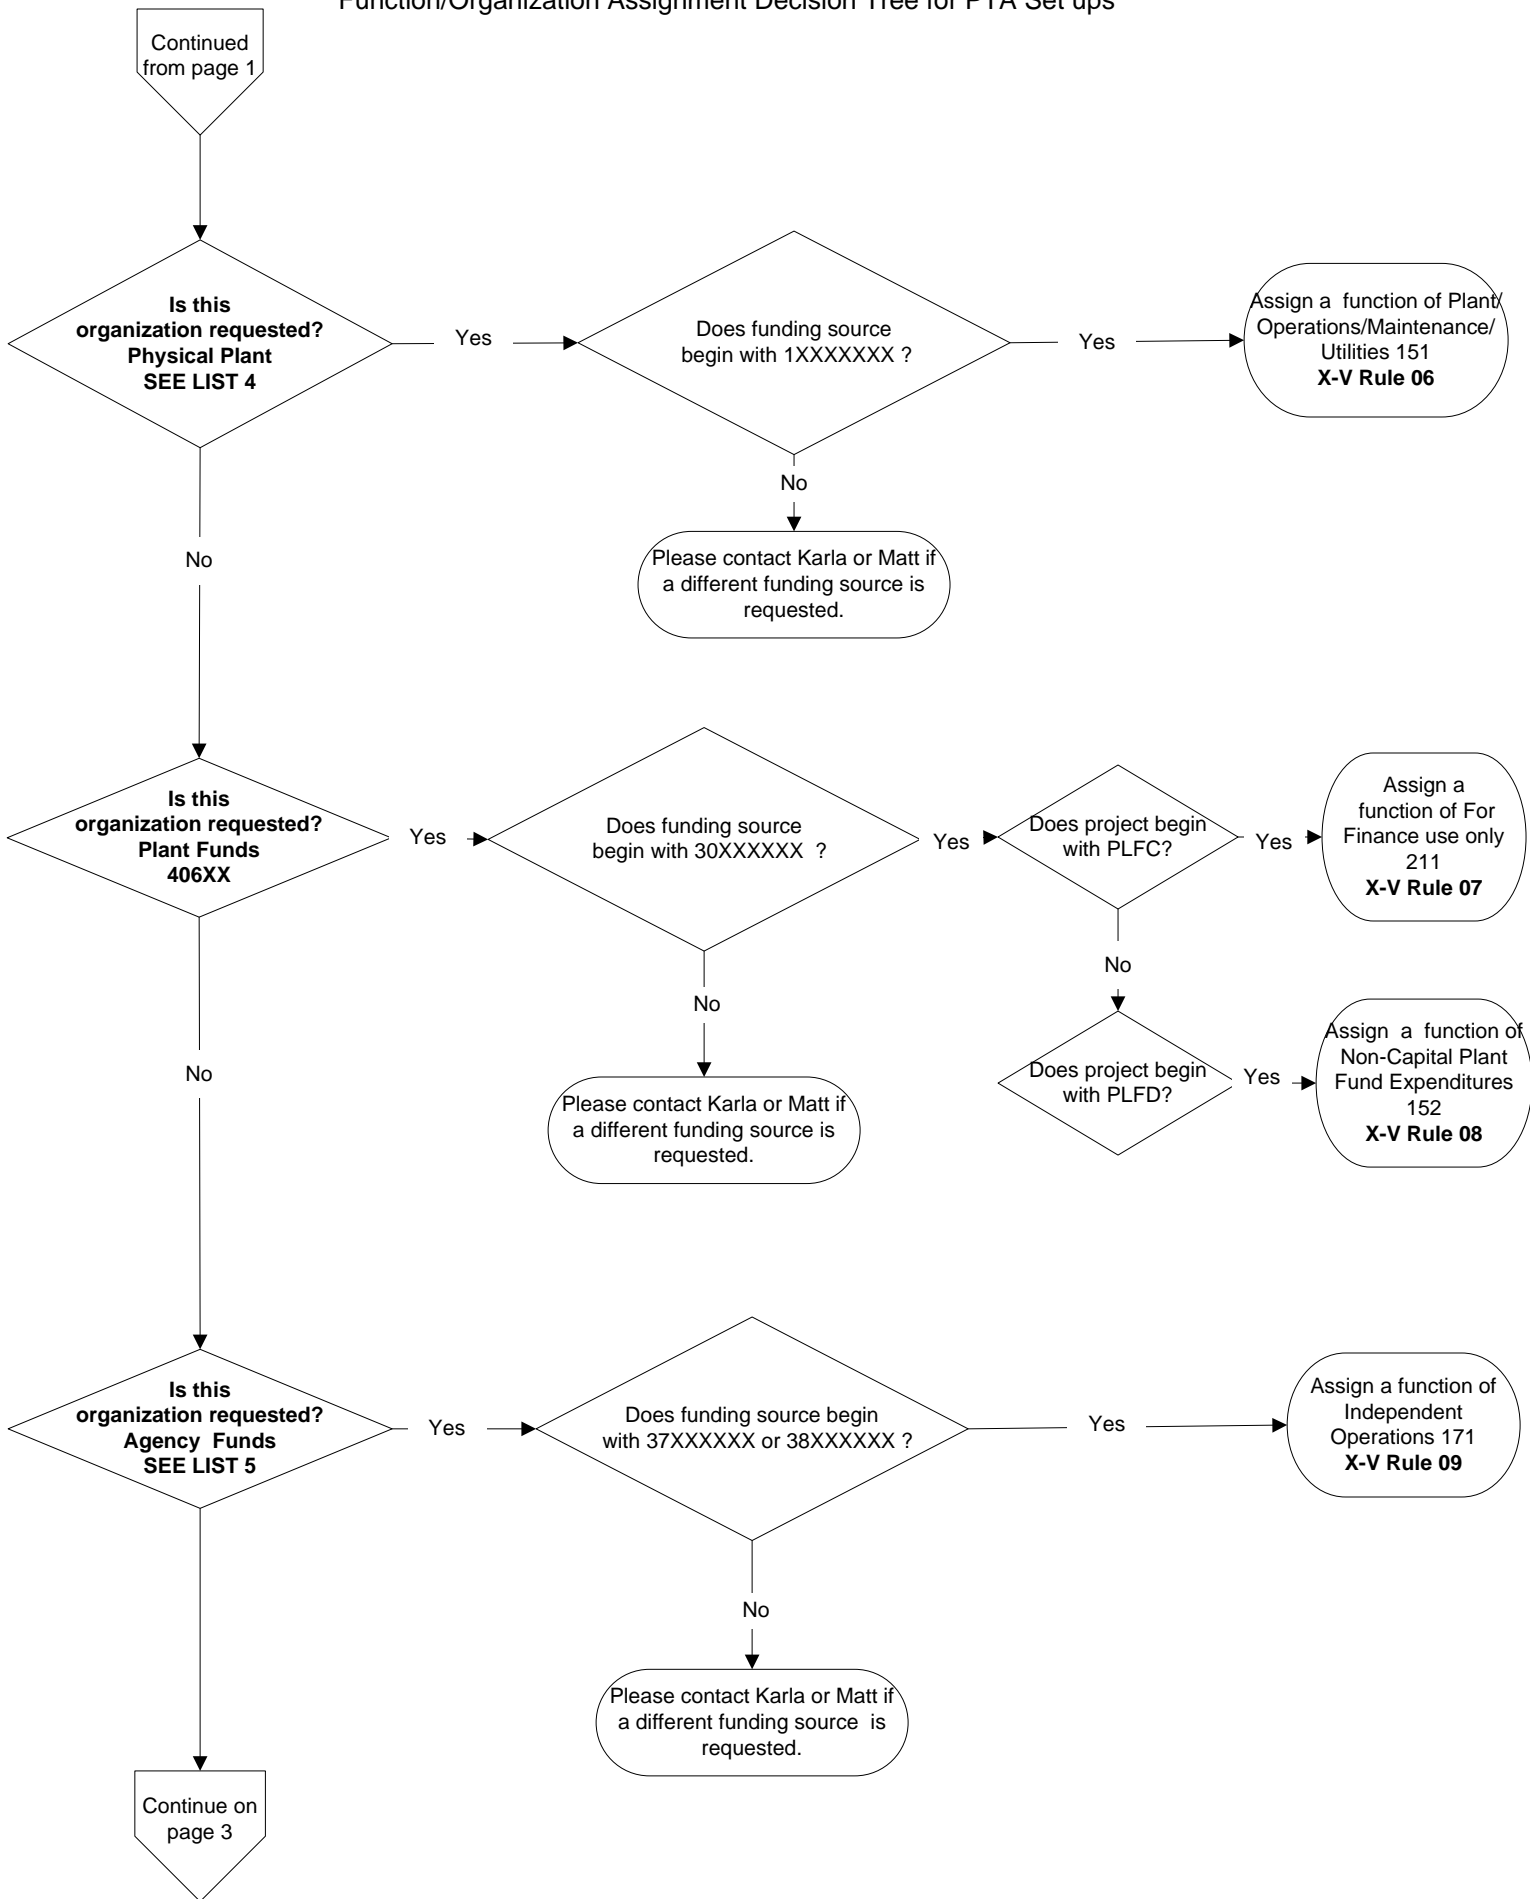 Function/Organization Assignment Decision Tree for PTA Set ups
Continued
from page 1
Is this
organization requested?
Physical Plant
SEE LIST 4
Yes
Does funding source
begin with 1XXXXXXX ?
Yes
Assign a function of Plant/
Operations/Maintenance/
Utilities 151
X-V Rule 06
No
Please contact Karla or Matt if
a different funding source is
requested.
No
Is this
organization requested?
Plant Funds
406XX
Yes
Does funding source
begin with 30XXXXXX ?
Yes
Does project begin
with PLFC?
Yes
Assign a
function of For
Finance use only
211
X-V Rule 07
No
Does project begin
with PLFD?
Yes
Assign a function of
Non-Capital Plant
Fund Expenditures
152
X-V Rule 08
No
Please contact Karla or Matt if
a different funding source is
requested.
No
Is this
organization requested?
Agency Funds
SEE LIST 5
Yes
Does funding source begin
with 37XXXXXX or 38XXXXXX ?
Yes
Assign a function of
Independent
Operations 171
X-V Rule 09
No
Please contact Karla or Matt if
a different funding source is
requested.
Continue on
page 3